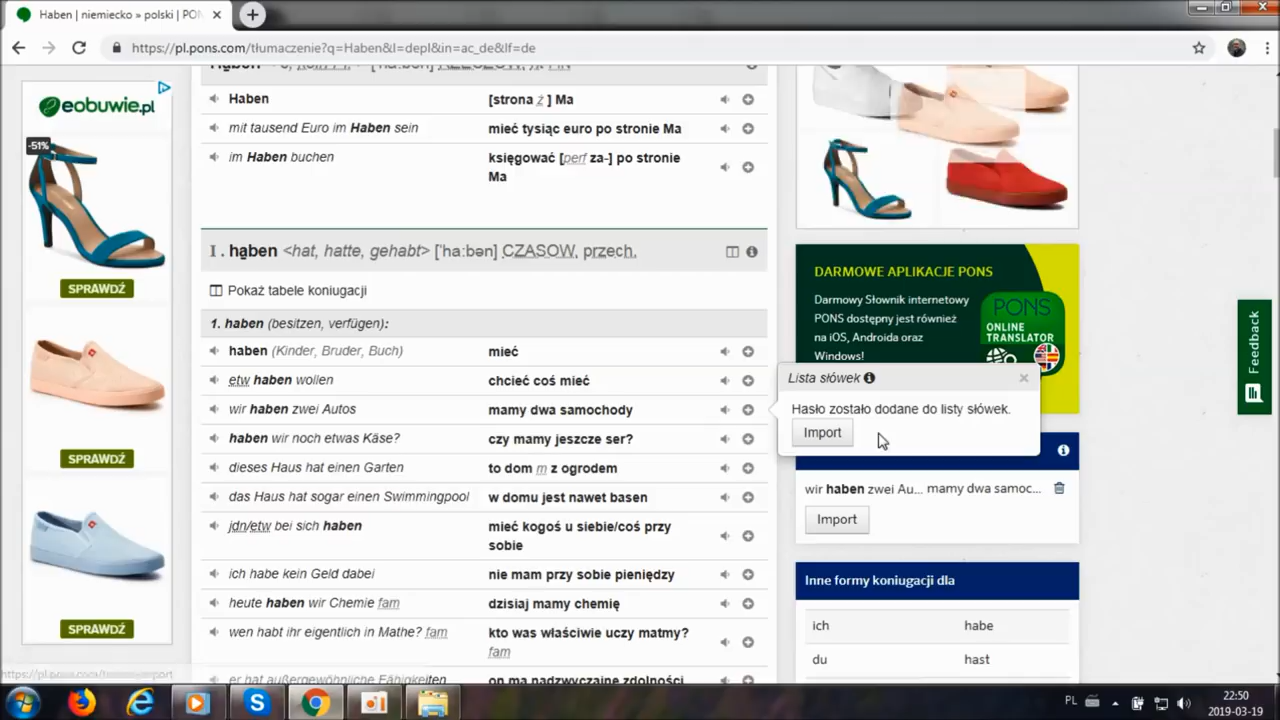 Haben | niemiecko » polski | PON
https://pl.pons.com/tłumaczenie?q=Haben&l=depl&in=ac_de&lf=de
eobuwie.pl
-51%
SPRAWDŹ
SPRAWDŹ
SPRAWDŹ
Haben
Haben [strona ż ] Ma
mit tausend Euro im Haben sein mieć tysiąc euro po stronie Ma
im Haben buchen księgować [perf za-] po stronie
Ma
I . haben <hat, hatte, gehabt> ['ha:bən] CZASOW. przech.
Pokaż tabele koniugacji
1. haben (besitzen, verfügen):
haben (Kinder, Bruder, Buch) mieć
etw haben wollen chcieć coś mieć
wir haben zwei Autos mamy dwa samochody
haben wir noch etwas Käse? czy mamy jeszcze ser?
dieses Haus hat einen Garten to dom m z ogrodem
das Haus hat sogar einen Swimmingpool w domu jest nawet basen
jdn/etw bei sich haben mieć kogoś u siebie/coś przy
sobie
ich habe kein Geld dabei nie mam przy sobie pieniędzy
heute haben wir Chemie fam dzisiaj mamy chemię
wen habt ihr eigentlich in Mathe? fam kto was właściwie uczy matmy?
fam
er hat außergewöhnliche Fähigkeiten on ma nadzwyczajne zdolności
DARMOWE APLIKACJE PONS
Darmowy Słownik internetowy
PONS dostępny jest również
na iOS, Androida oraz
Windows!
PONS
ONLINE
TRANSLATOR
Lista słówek
Hasło zostało dodane do listy słówek.
Import
wir haben zwei Au... mamy dwa samoc...
Import
Inne formy koniugacji dla
ich habe
du hast
Feedback
PL
22:50
2019-03-19